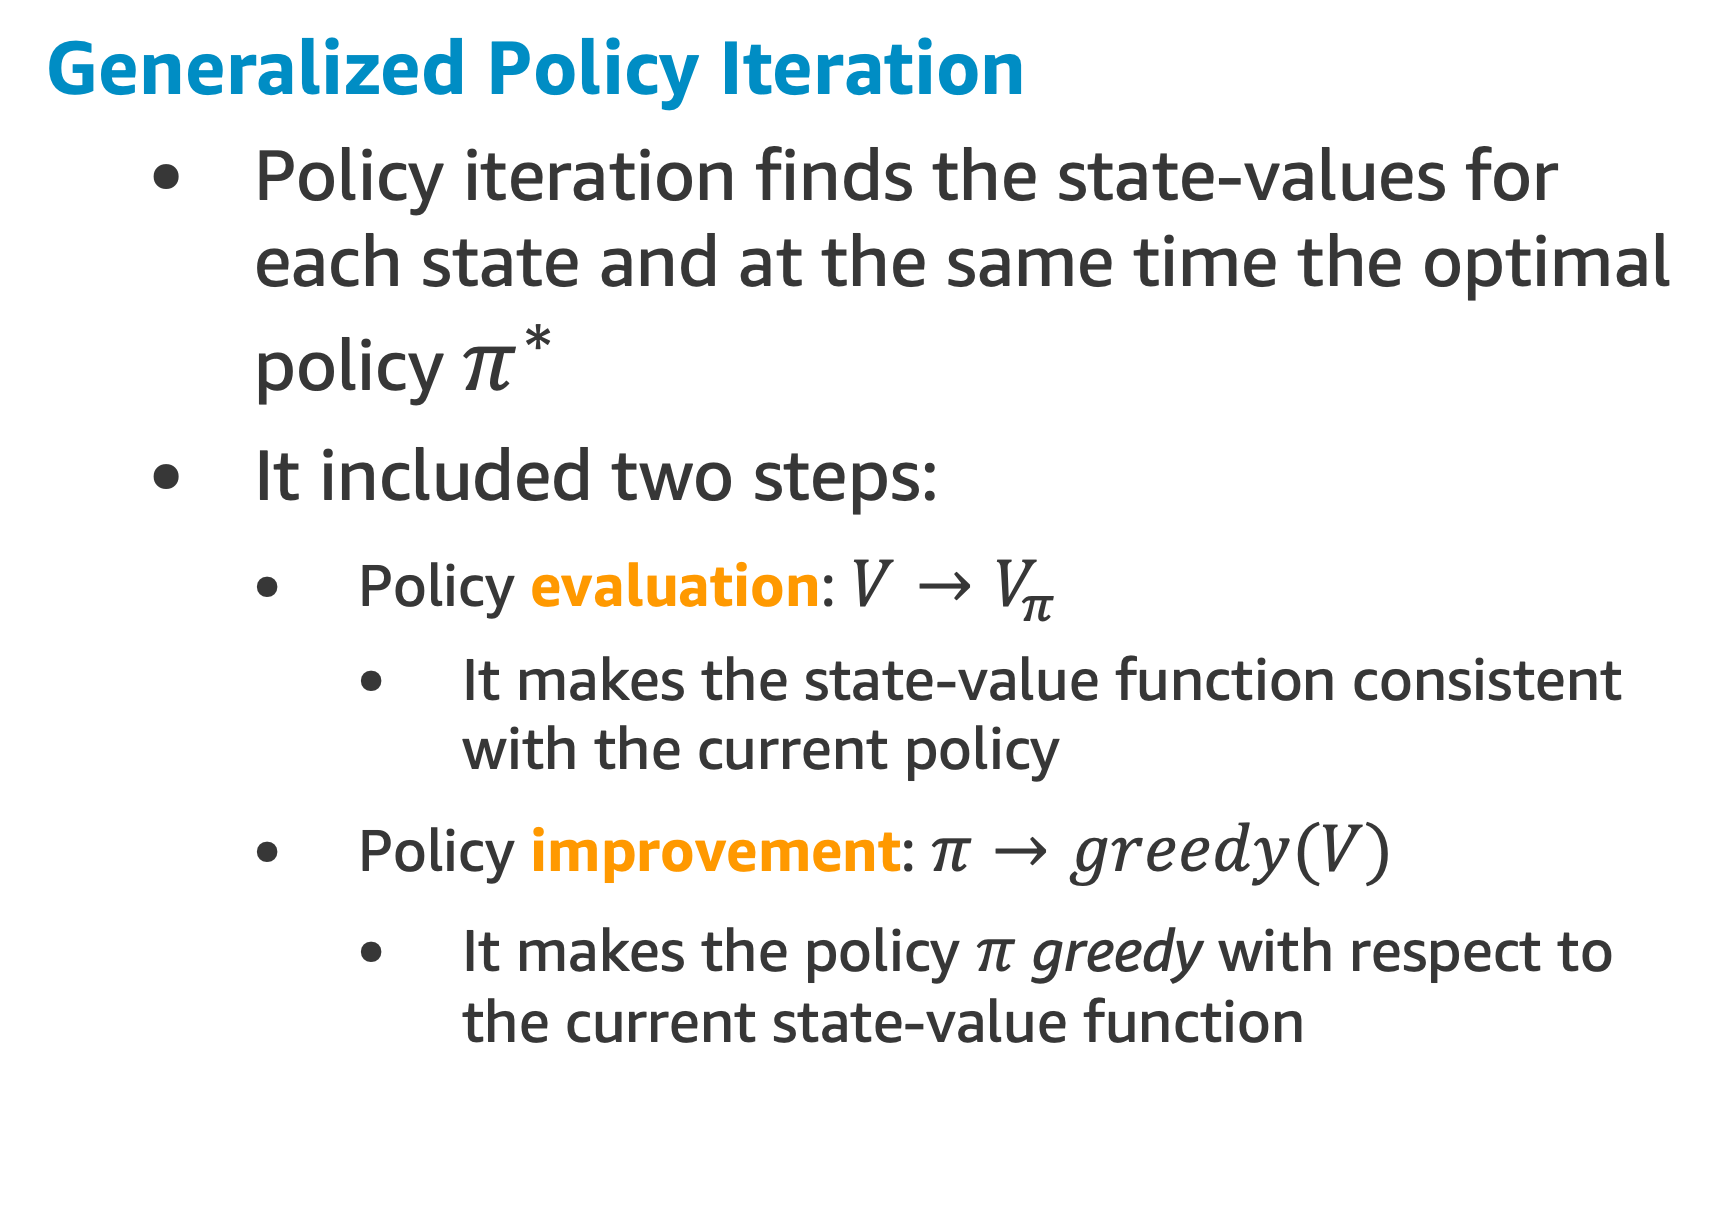 Generalized Policy Iteration
• Policy iteration finds the state-values for
each state and at the same time the optimal
policy π*
• It included two steps:
• Policy evaluation: V → Vπ
• It makes the state-value function consistent
with the current policy
• Policy improvement: π → greedy(V)
• It makes the policy π greedy with respect to
the current state-value function